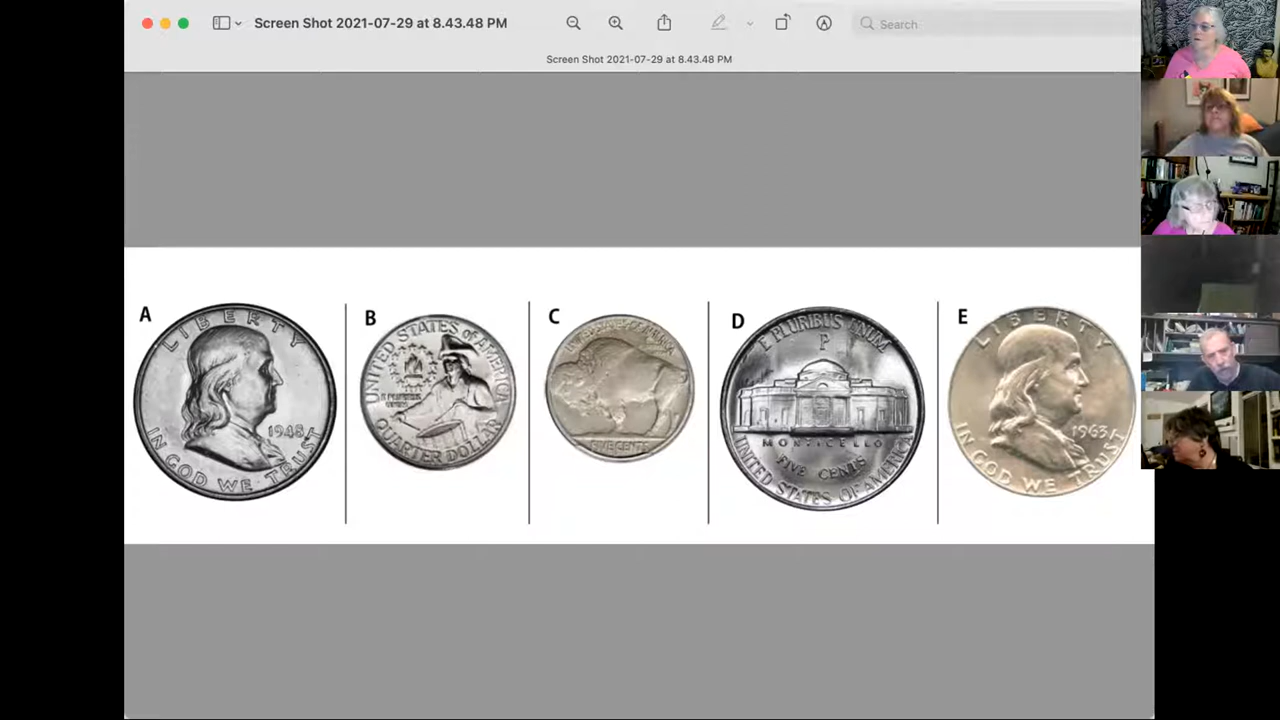 Screen Shot 2021-07-29 at 8.43.48 PM
Search
Screen Shot 2021-07-29 at 8.43.48 PM
A
LIBERTY
1948
IN GOD WE TRUST
B
UNITED STATES of AMERICA
QUARTER DOLLAR
C
FIVE CENTS
D
E PLURIBUS UNUM
P
MONTICELLO
FIVE CENTS
UNITED STATES OF AMERICA
E
LIBERTY
1963
IN GOD WE TRUST